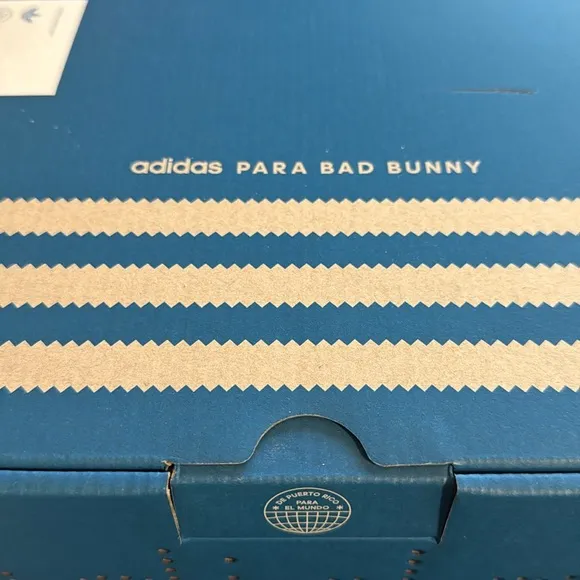 adidas PARA BAD BUNNY
* DE PUERTO RICO *
PARA
EL MUNDO